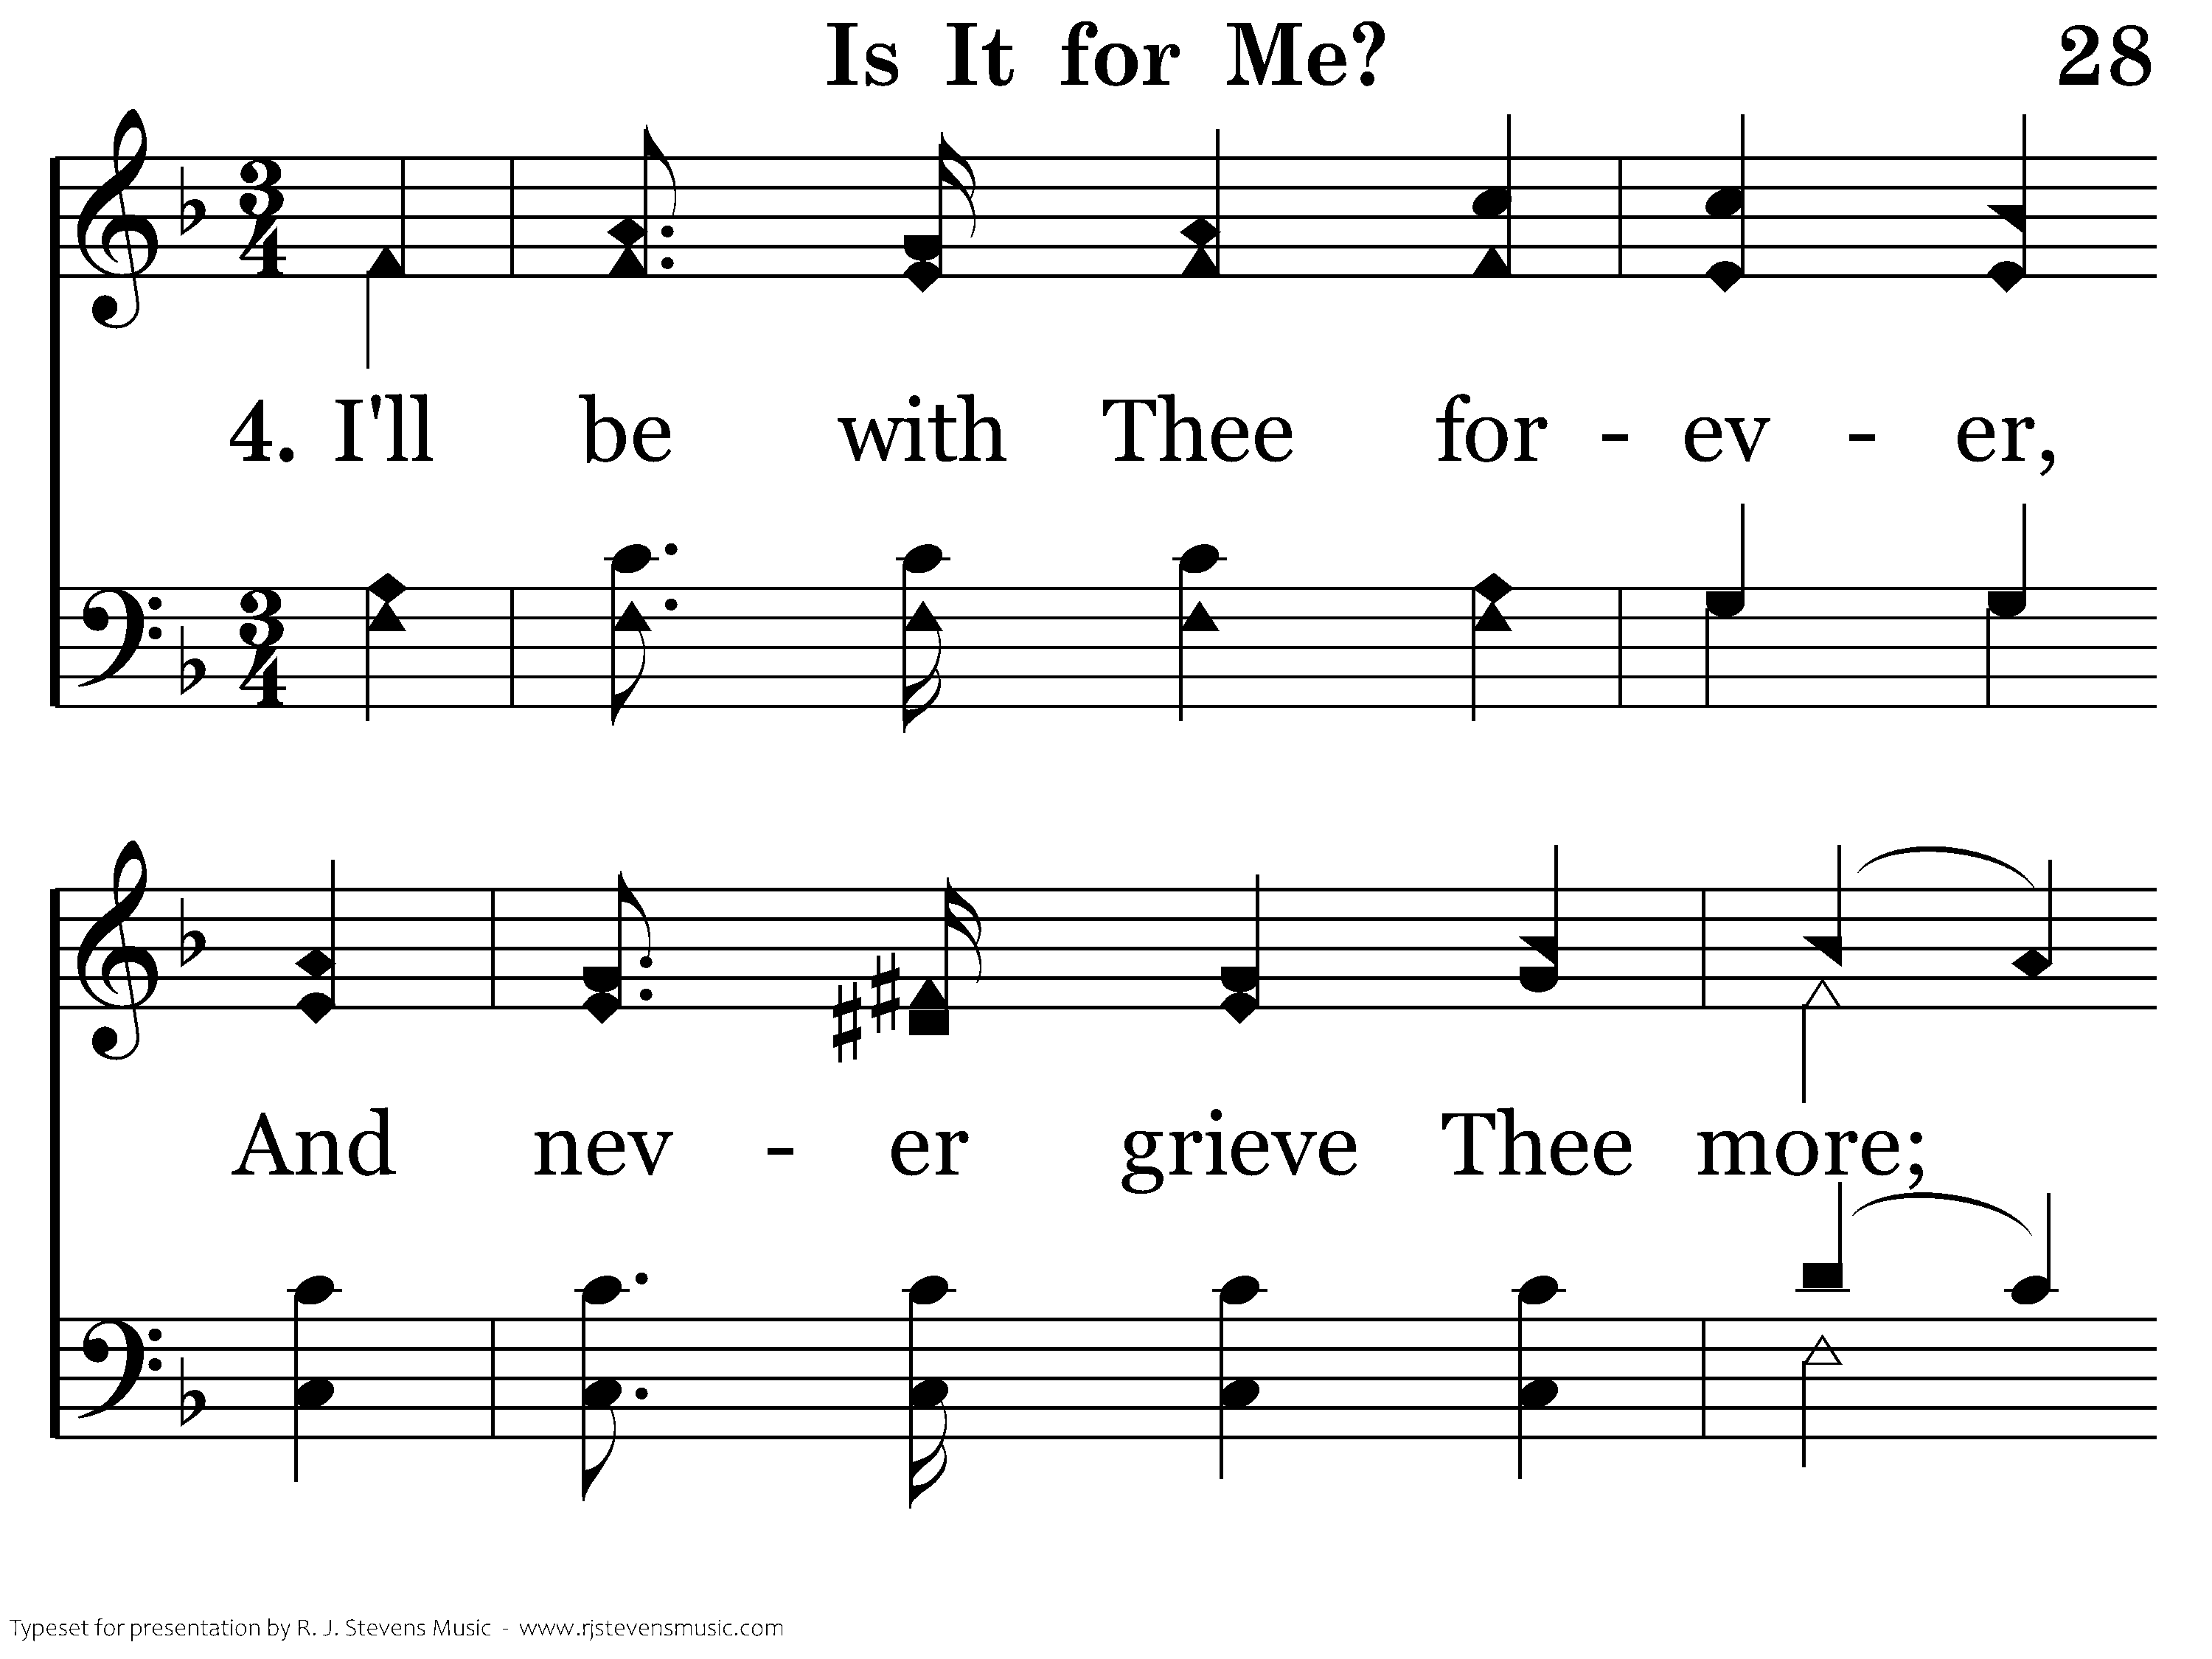 Is It for Me? 28
4. I'll be with Thee for - ev - er,
And nev - er grieve Thee more;
Typeset for presentation by R. J. Stevens Music - www.rjstevensmusic.com